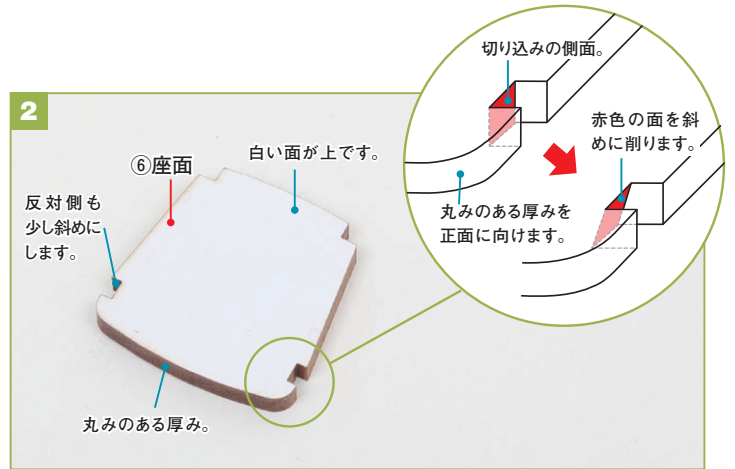 2
⑥座面
白い面が上です。
反対側も
少し斜めに
します。
丸みのある厚み。
切り込みの側面。
赤色の面を斜
めに削ります。
丸みのある厚みを
正面に向けます。